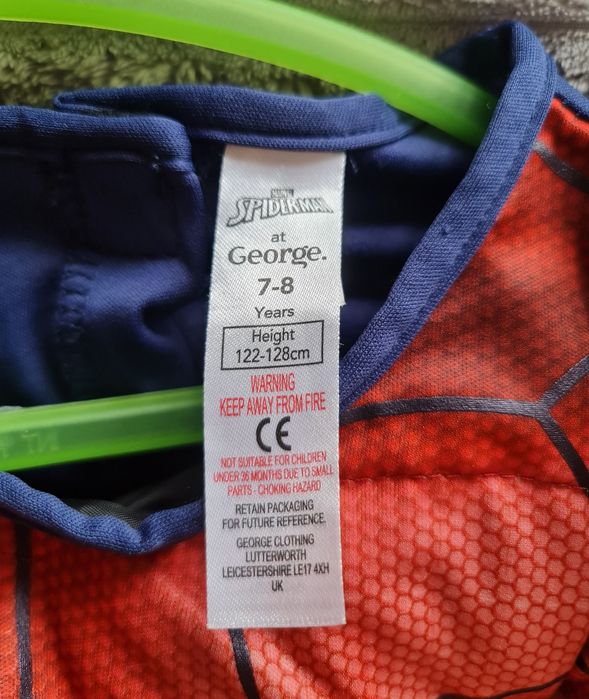 MARVEL
SPIDER-MAN
at
George.
7-8
Years
Height
122-128cm
WARNING
KEEP AWAY FROM FIRE
CE
NOT SUITABLE FOR CHILDREN
UNDER 36 MONTHS DUE TO SMALL
PARTS - CHOKING HAZARD
RETAIN PACKAGING
FOR FUTURE REFERENCE.
GEORGE CLOTHING
LUTTERWORTH
LEICESTERSHIRE LE17 4XH
UK